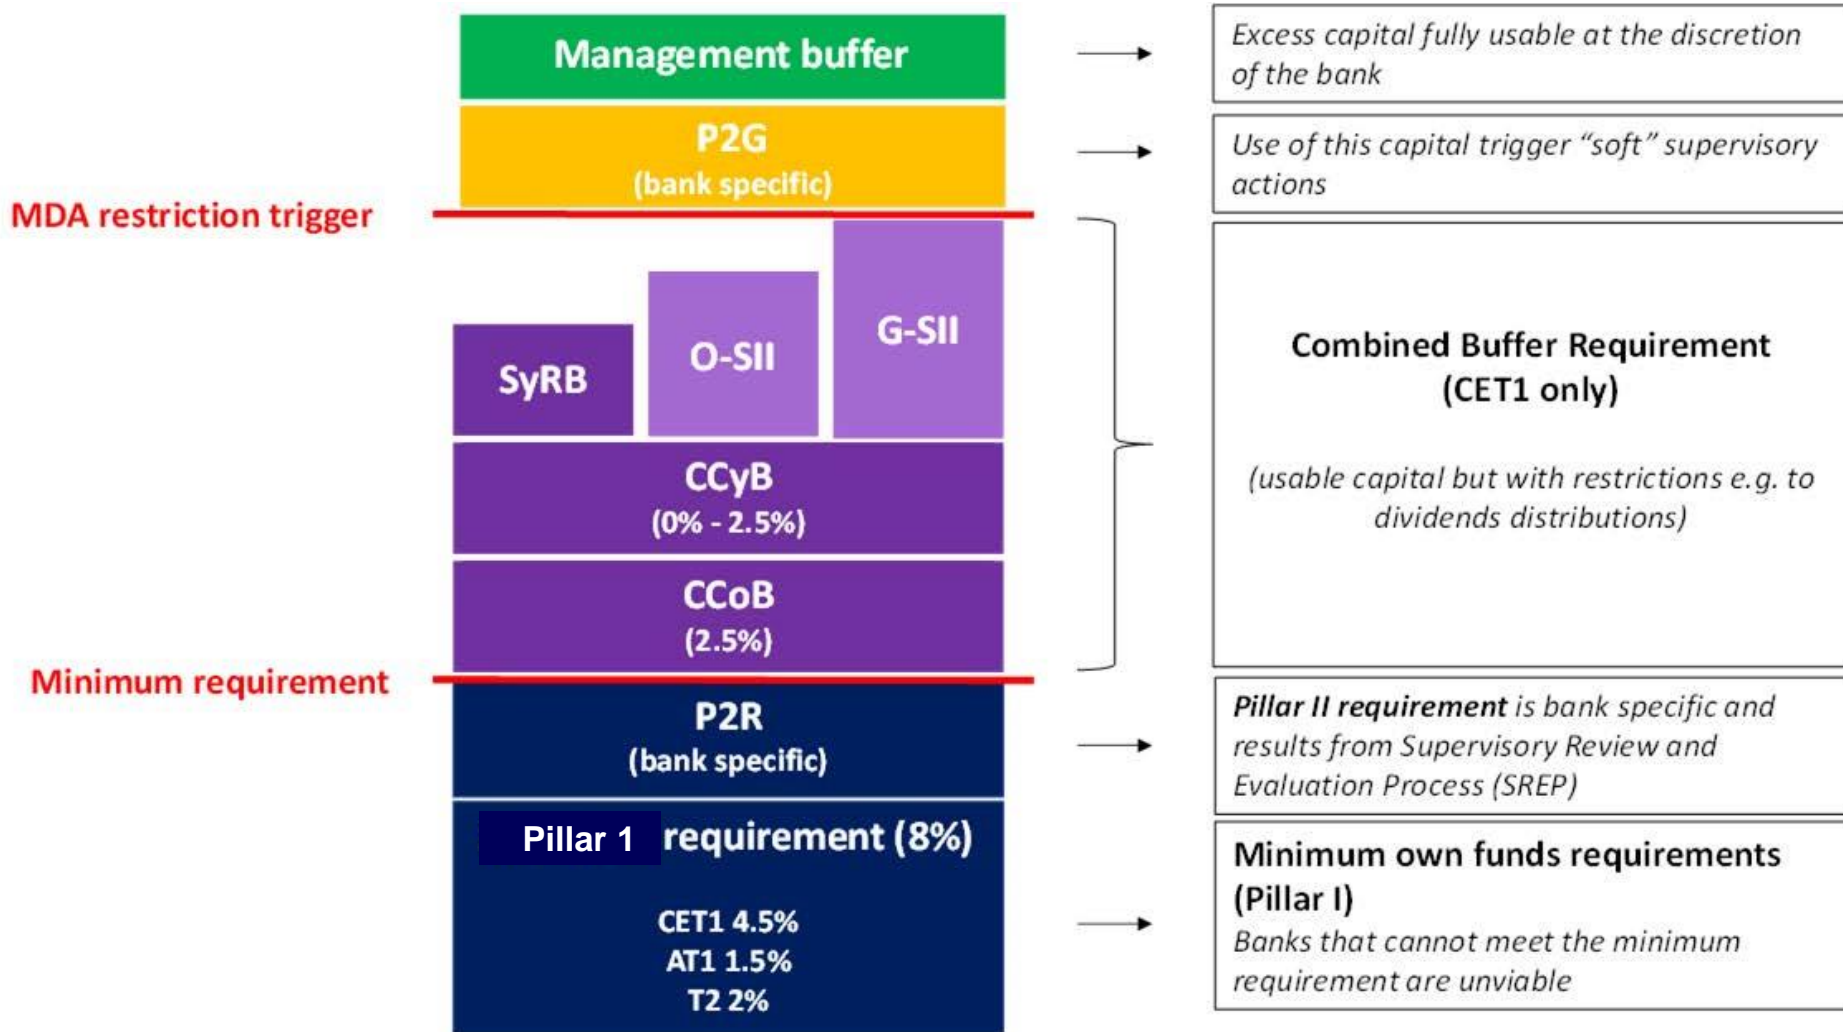 Management buffer
Excess capital fully usable at the discretion
of the bank
P2G
(bank specific)
Use of this capital trigger “soft” supervisory
actions
MDA restriction trigger
SyRB
O-SII
G-SII
CCyB
(0% - 2.5%)
CCoB
(2.5%)
Combined Buffer Requirement
(CET1 only)
(usable capital but with restrictions e.g. to
dividends distributions)
Minimum requirement
P2R
(bank specific)
Pillar II requirement is bank specific and
results from Supervisory Review and
Evaluation Process (SREP)
Pillar 1 requirement (8%)
CET1 4.5%
AT1 1.5%
T2 2%
Minimum own funds requirements
(Pillar I)
Banks that cannot meet the minimum
requirement are unviable